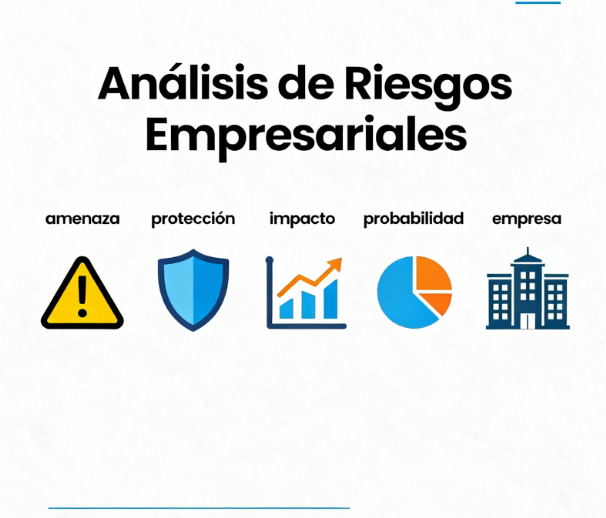 Análisis de Riesgos
Empresariales
amenaza protección impacto probabilidad empresa